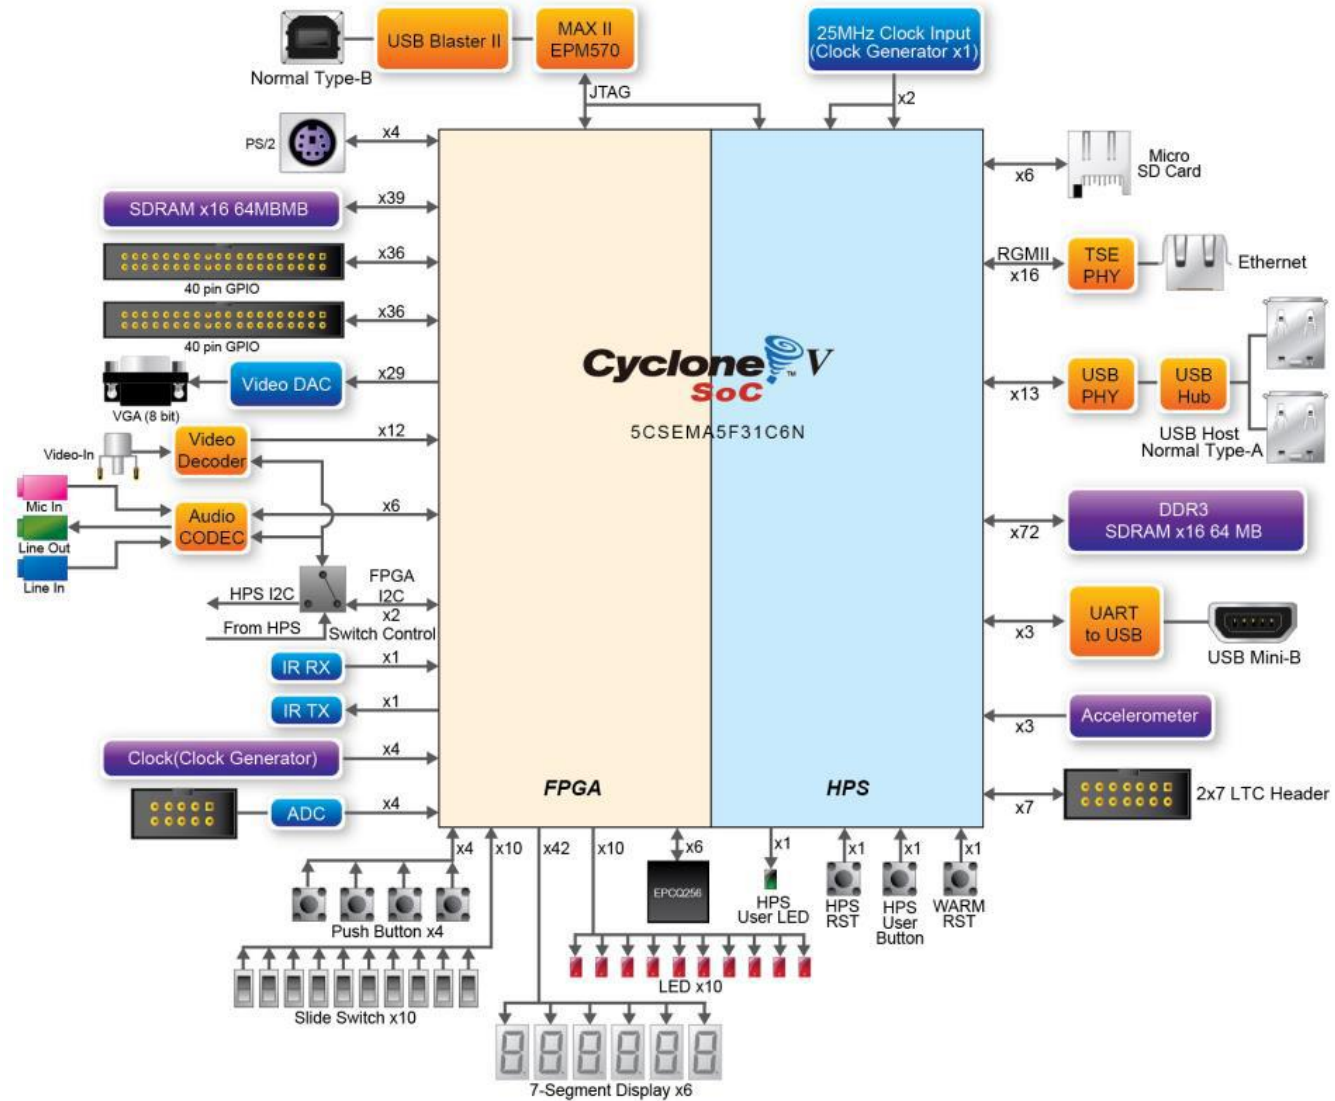 Normal Type-B
USB Blaster II
MAX II
EPM570
JTAG
25MHz Clock Input
(Clock Generator x1)
x2
PS/2
x4
SDRAM x16 64MBMB
x39
x36
40 pin GPIO
x36
40 pin GPIO
VGA (8 bit)
Video DAC
x29
Video-In
Video
Decoder
x12
Mic In
Line Out
Line In
Audio
CODEC
x6
HPS I2C
From HPS
FPGA
I2C
x2
Switch Control
IR RX
x1
IR TX
x1
Clock(Clock Generator)
x4
ADC
x4
Cyclone V
TM
SoC
5CSEMA5F31C6N
FPGA
HPS
x6
Micro
SD Card
RGMII
x16
TSE
PHY
Ethernet
x13
USB
PHY
USB
Hub
USB Host
Normal Type-A
x72
DDR3
SDRAM x16 64 MB
x3
UART
to USB
USB Mini-B
x3
Accelerometer
x7
2x7 LTC Header
x4
Push Button x4
x10
Slide Switch x10
x42
7-Segment Display x6
x10
LED x10
x6
EPCQ256
x1
HPS
User LED
x1
HPS
RST
x1
HPS
User
Button
x1
WARM
RST